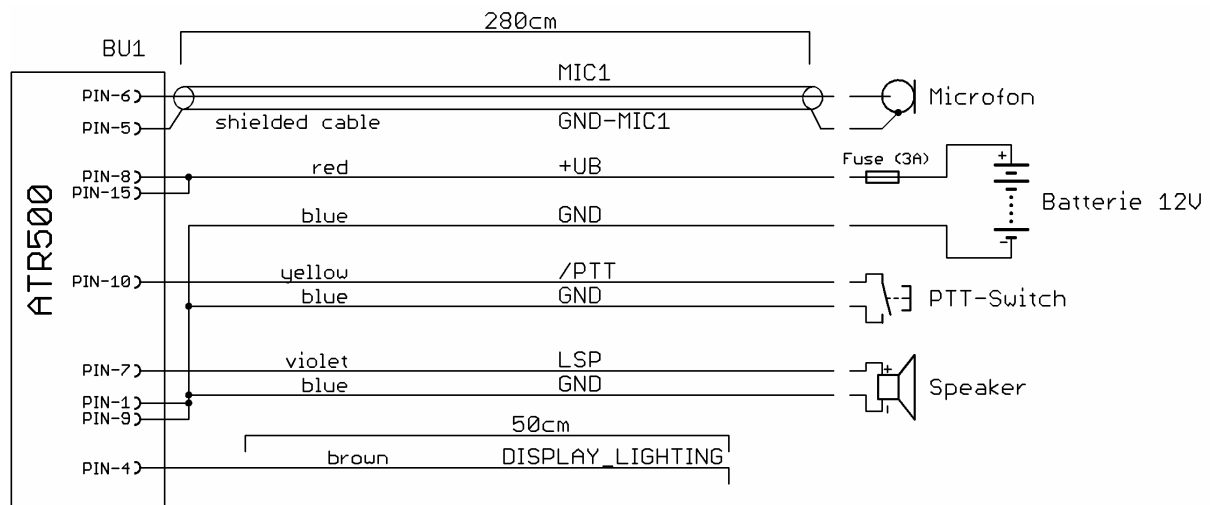 280cm
BU1
MIC1
PIN-6
Microfon
PIN-5
shielded cable
GND-MIC1
Fuse (3A)
red
+UB
+
PIN-8
PIN-15
Batterie 12V
blue
GND
-
ATR500
yellow
/PTT
PIN-10
blue
GND
PTT-Switch
violet
LSP
PIN-7
+
blue
GND
Speaker
PIN-1
-
PIN-9
50cm
brown
DISPLAY_LIGHTING
PIN-4